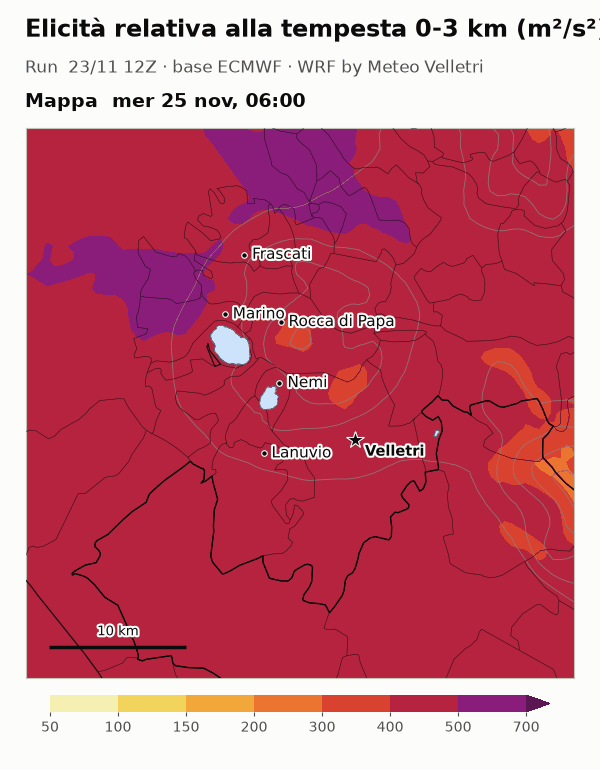 Elicità relativa alla tempesta 0-3 km (m²/s²)
Run  23/11 12Z · base ECMWF · WRF by Meteo Velletri
Mappa  mer 25 nov, 06:00
Frascati
Marino
Rocca di Papa
Nemi
Velletri
Lanuvio
10 km
50 100 150 200 300 400 500 700